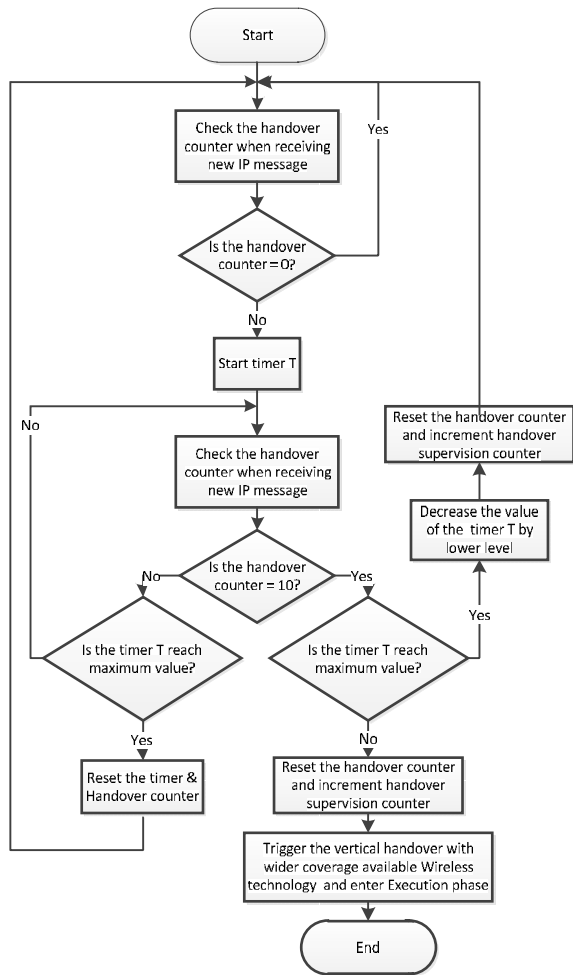 Start
Check the handover
counter when receiving
new IP message
Yes
Is the handover
counter = 0?
No
Start timer T
No
Check the handover
counter when receiving
new IP message
Reset the handover counter
and increment handover
supervision counter
Decrease the value
of the timer T by
lower level
Is the handover
counter = 10?
No
Yes
Is the timer T reach
maximum value?
Is the timer T reach
maximum value?
Yes
Yes
No
Reset the timer &
Handover counter
Reset the handover counter
and increment handover
supervision counter
Trigger the vertical handover with
wider coverage available Wireless
technology and enter Execution phase
End